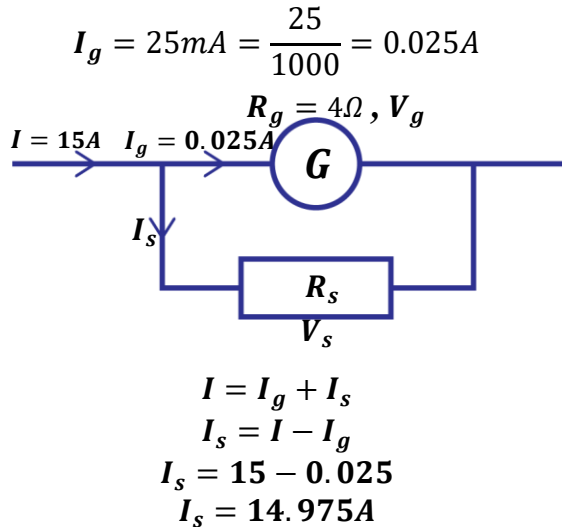 I_g = 25mA = 25/1000 = 0.025A
R_g = 4Ω , V_g
I = 15A I_g = 0.025A
G
I_s
R_s
V_s
I = I_g + I_s
I_s = I − I_g
I_s = 15 − 0.025
I_s = 14.975A